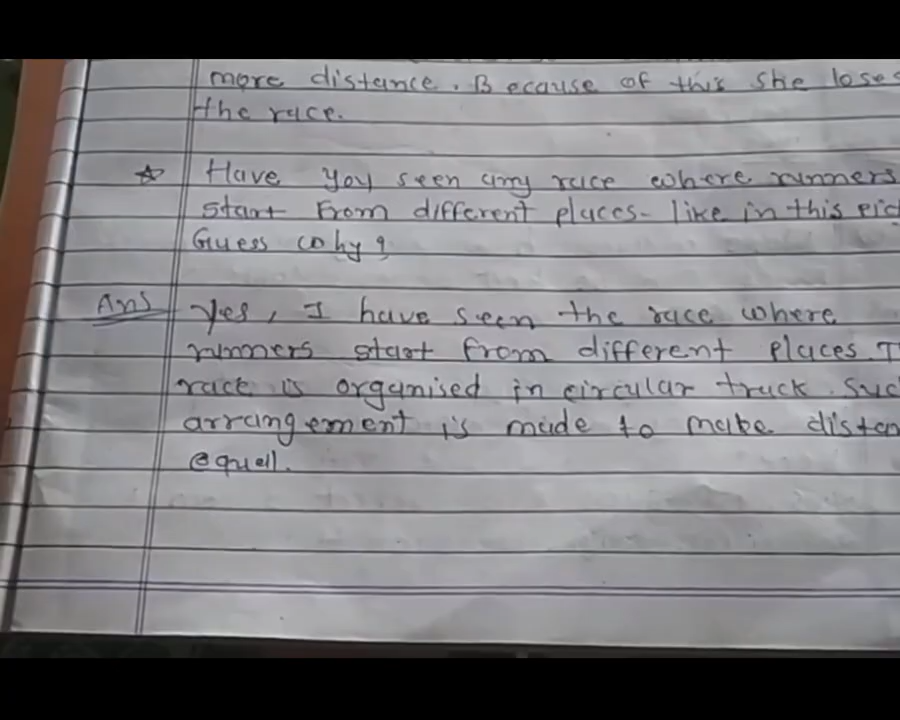 more distance. Because of this she loses
the race.
☆ Have you seen any race where runners
start From different places- like in this
Guess why?
Ans Yes, I have seen the race where
runners start from different places
race is organised in circular track.
arrangement is made to make
equall.